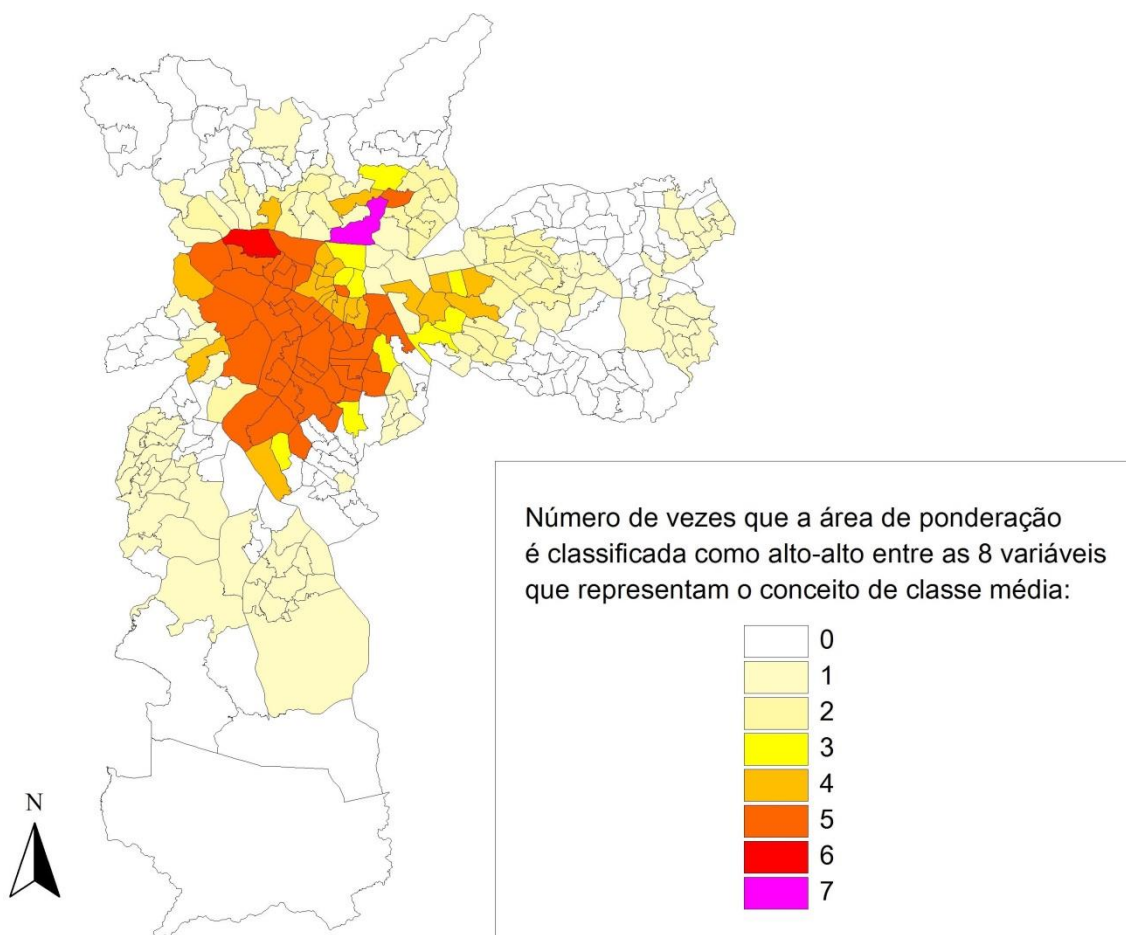 Número de vezes que a área de ponderação
é classificada como alto-alto entre as 8 variáveis
que representam o conceito de classe média:
0
1
2
3
4
5
6
7
N